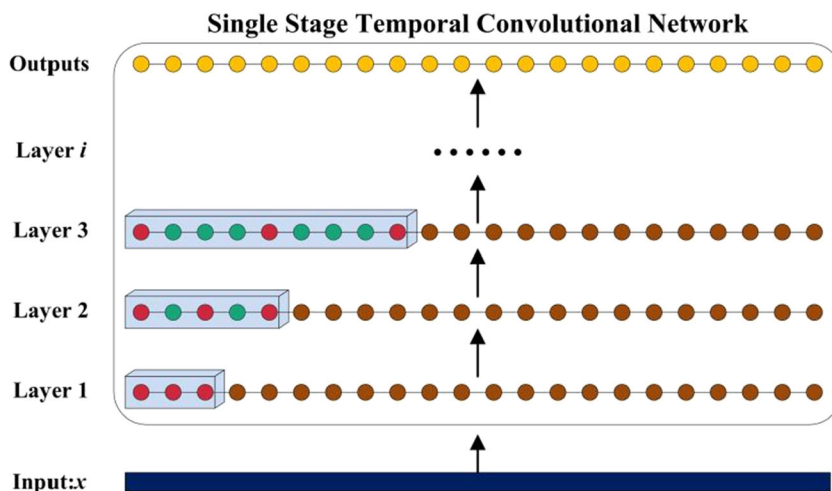 Single Stage Temporal Convolutional Network
Outputs
Layer i
Layer 3
Layer 2
Layer 1
Input:x